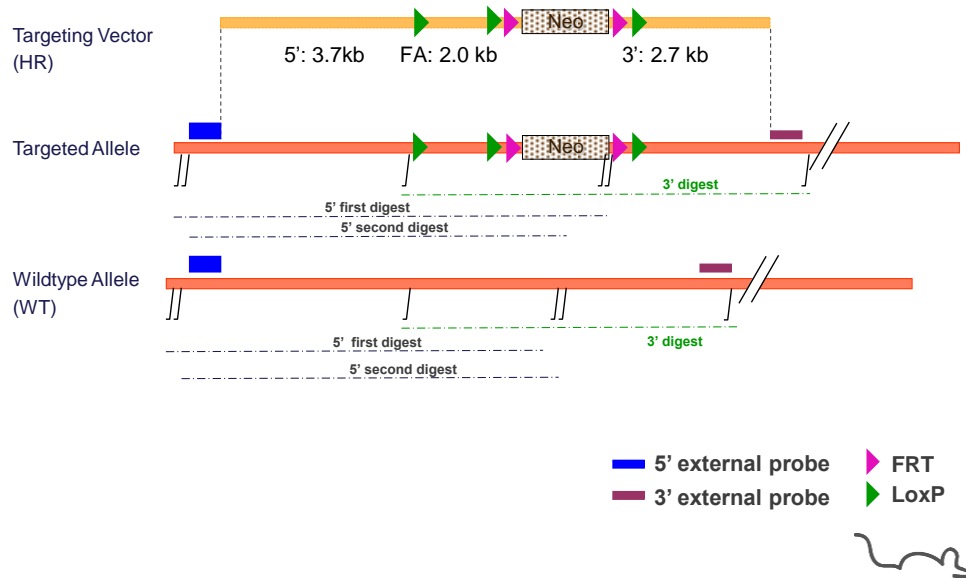 Targeting Vector
(HR)
Neo
5': 3.7kb
FA: 2.0 kb
3': 2.7 kb
Targeted Allele
Neo
3' digest
5' first digest
5' second digest
Wildtype Allele
(WT)
3' digest
5' first digest
5' second digest
5' external probe
FRT
3' external probe
LoxP